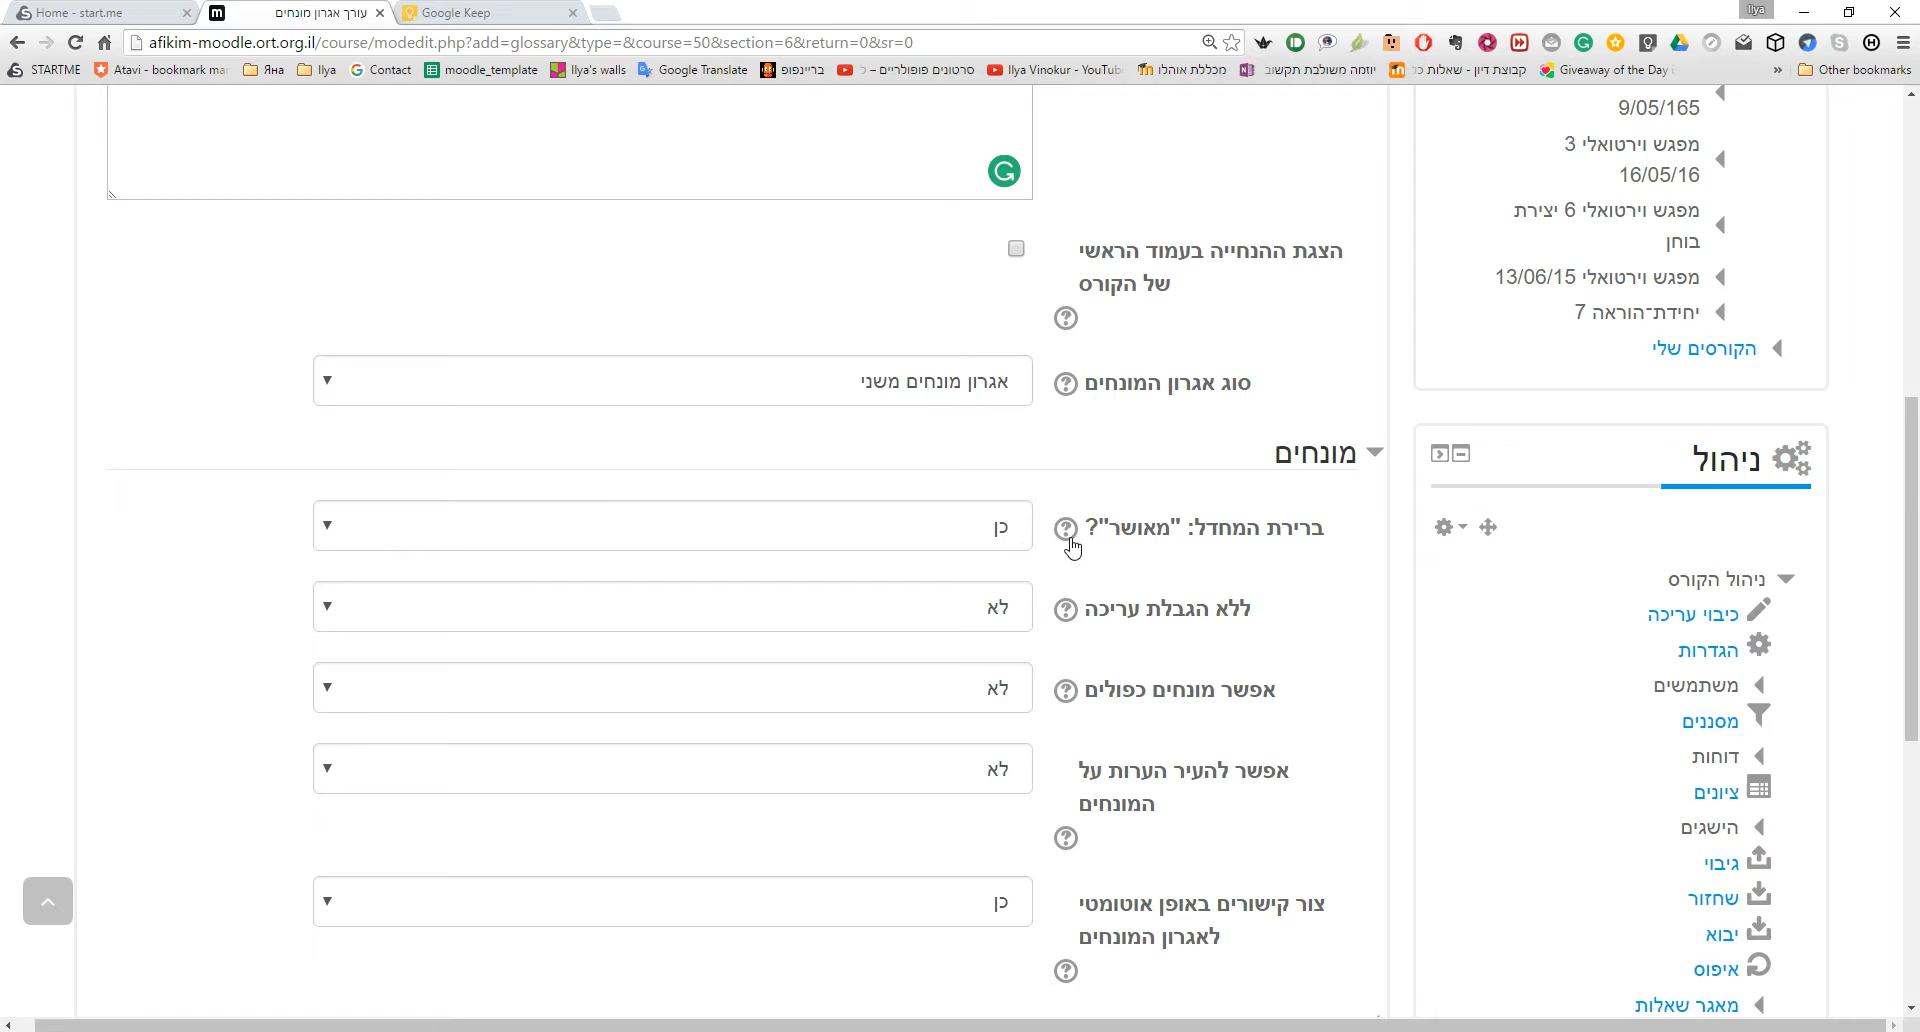 Home - start.me
עורך אגרון מונחים
Google Keep
Ilya
afikim-moodle.ort.org.il/course/modedit.php?add=glossary&type=&course=50&section=6&return=0&sr=0
STARTME
Atavi - bookmark mar
Яна
Ilya
Contact
moodle_template
Ilya's walls
Google Translate
בריינפופ
סרטונים פופולריים – ל
Ilya Vinokur - YouTub
מכללת אוהלו
יוזמה משולבת תקשוב
קבוצת דיון - שאלות כל
Giveaway of the Day
»
Other bookmarks
9/05/165
מפגש וירטואלי 3
16/05/16
מפגש וירטואלי 6 יצירת
בוחן
מפגש וירטואלי 13/06/15
יחידת־הוראה 7
הקורסים שלי
ניהול
ניהול הקורס
כיבוי עריכה
הגדרות
משתמשים
מסננים
דוחות
ציונים
הישגים
גיבוי
שחזור
יבוא
איפוס
מאגר שאלות
הצגת ההנחייה בעמוד הראשי
של הקורס
סוג אגרון המונחים
אגרון מונחים משני
מונחים
ברירת המחדל: "מאושר"?
כן
ללא הגבלת עריכה
לא
אפשר מונחים כפולים
לא
אפשר להעיר הערות על
המונחים
לא
צור קישורים באופן אוטומטי
לאגרון המונחים
כן